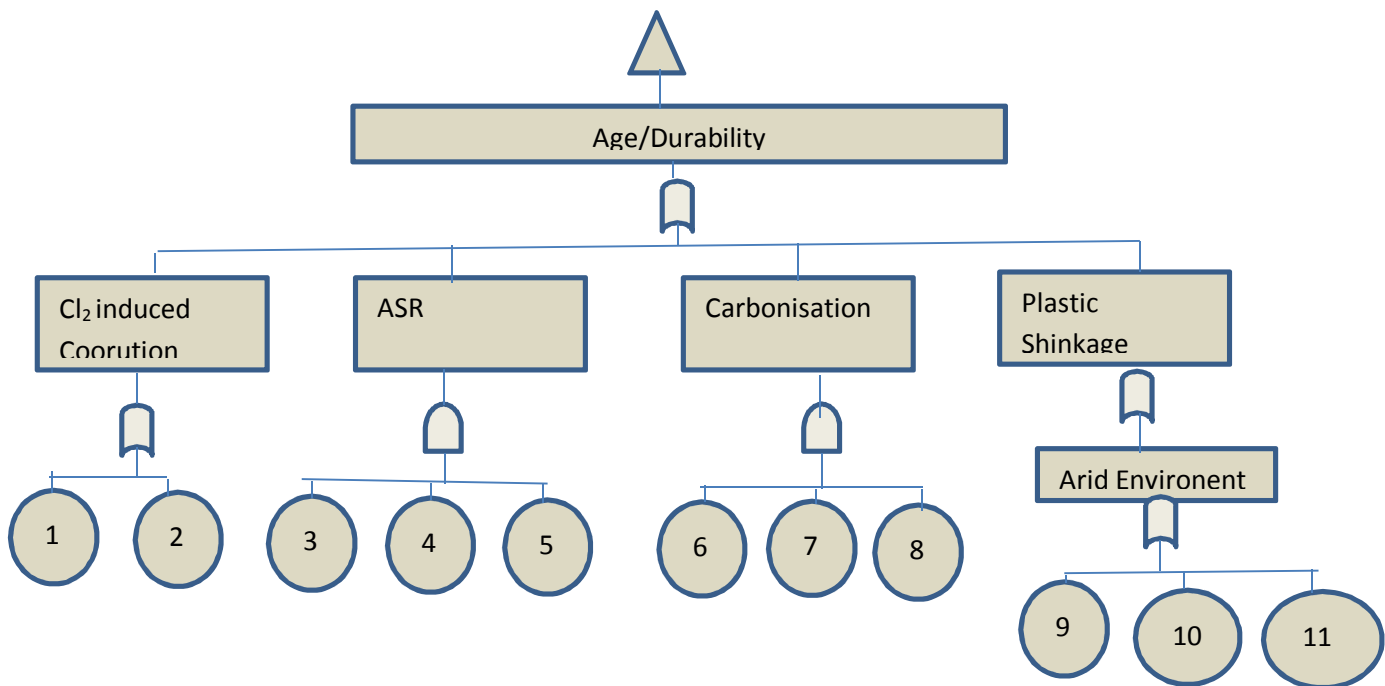 Age/Durability
Cl₂ induced
Coorution
ASR
Carbonisation
Plastic
Shinkage
Arid Environent
1
2
3
4
5
6
7
8
9
10
11